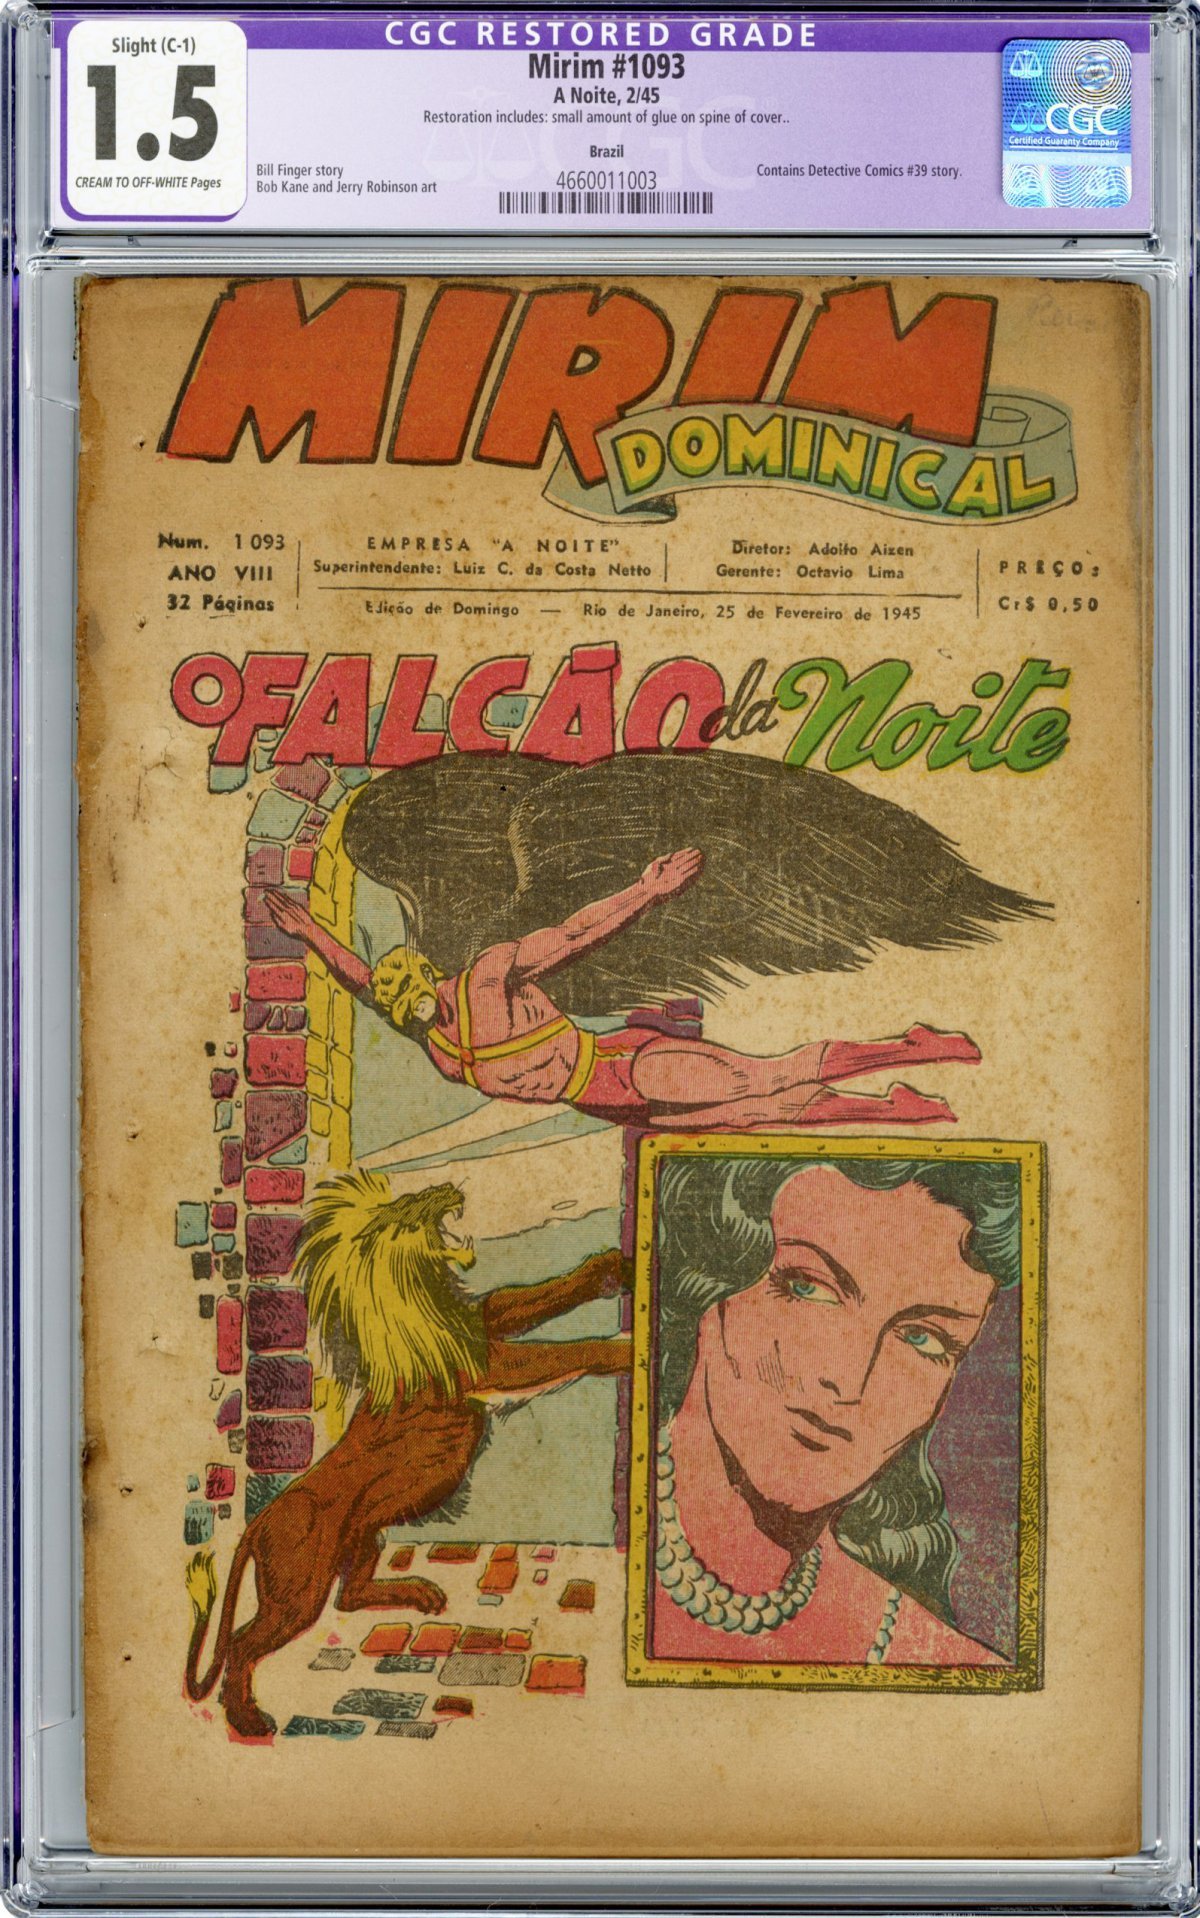 CGC RESTORED GRADE
Slight (C-1)
1.5
CREAM TO OFF-WHITE Pages
Mirim #1093
A Noite, 2/45
Restoration includes: small amount of glue on spine of cover..
Brazil
Bill Finger story
Bob Kane and Jerry Robinson art
4660011003
Contains Detective Comics #39 story.
CGC
Certified Guaranty Company
MIRIM
DOMINICAL
Num. 1 093
ANO VIII
32 Páginas
EMPRESA "A NOITE"
Superintendente: Luiz C. da Costa Netto
Diretor: Adolfo Aizen
Gerente: Octavio Lima
Edição de Domingo — Rio de Janeiro, 25 de Fevereiro de 1945
PREÇO:
Cr$ 0,50
O FALCÃO da Noite